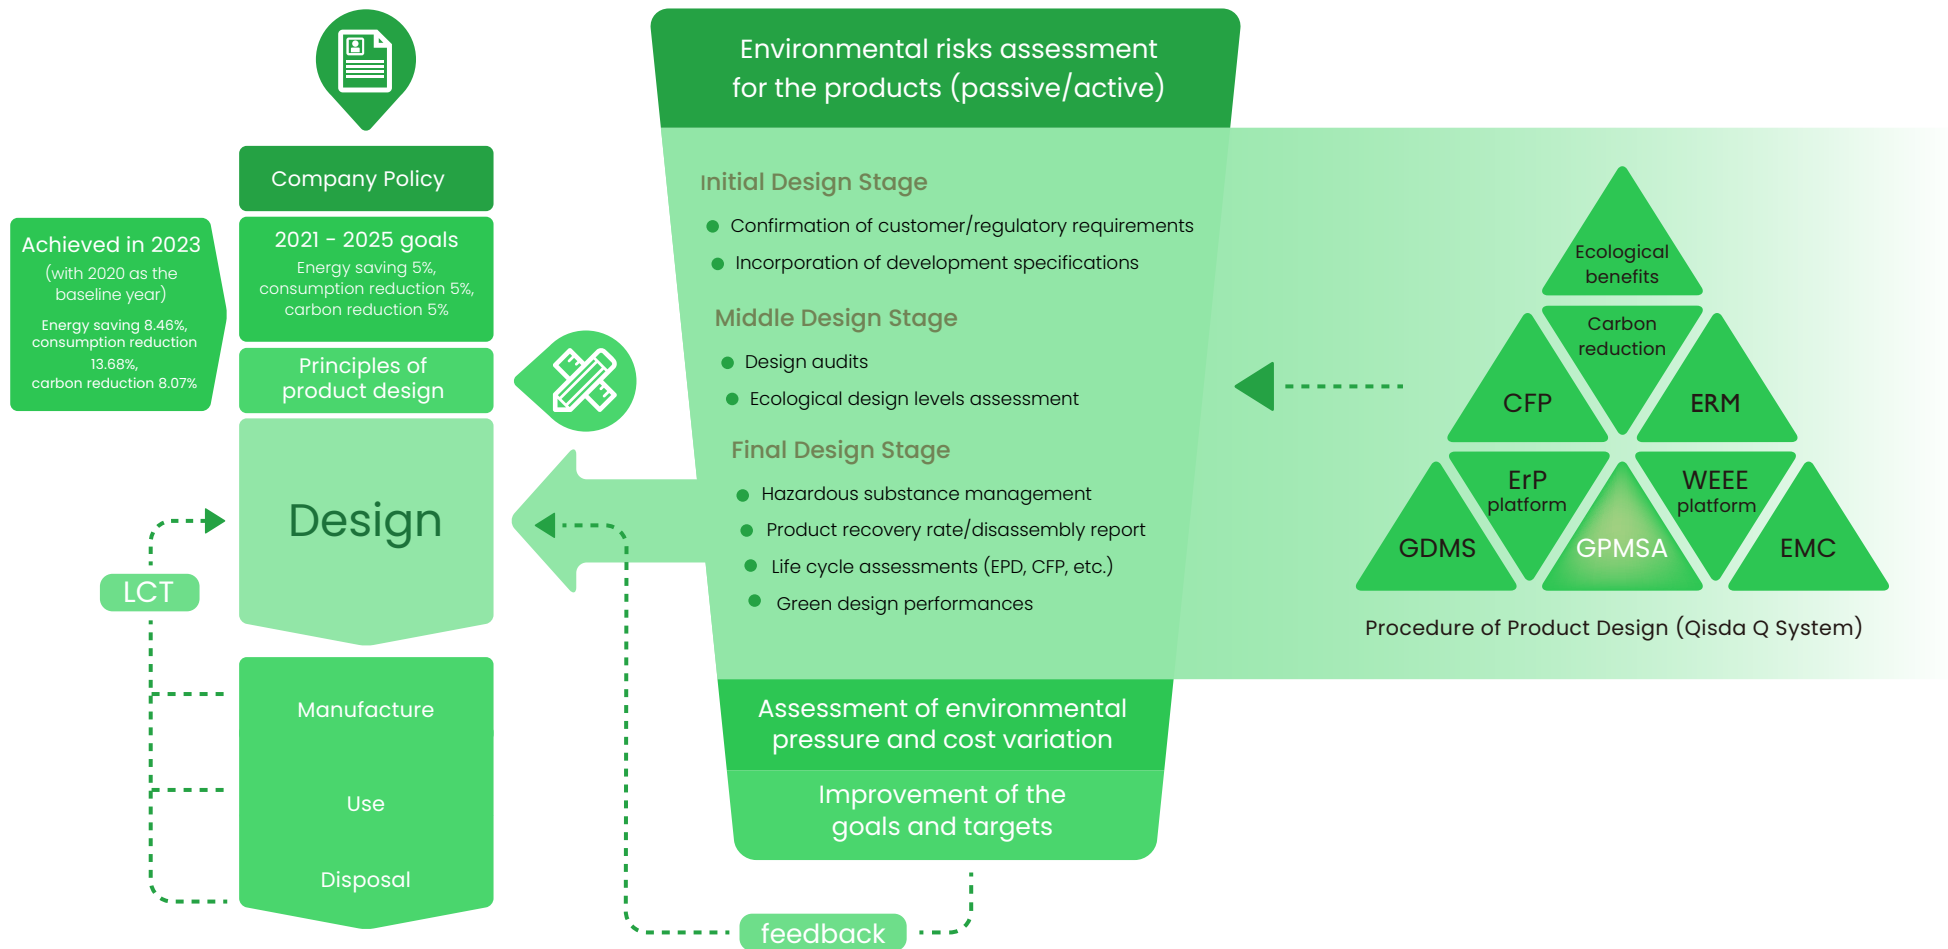 Company Policy
Achieved in 2023
(with 2020 as the
baseline year)
Energy saving 8.46%,
consumption reduction
13.68%,
carbon reduction 8.07%
2021 - 2025 goals
Energy saving 5%,
consumption reduction 5%,
carbon reduction 5%
Principles of
product design
Design
LCT
Manufacture
Use
Disposal
Environmental risks assessment
for the products (passive/active)
Initial Design Stage
Confirmation of customer/regulatory requirements
Incorporation of development specifications
Middle Design Stage
Design audits
Ecological design levels assessment
Final Design Stage
Hazardous substance management
Product recovery rate/disassembly report
Life cycle assessments (EPD, CFP, etc.)
Green design performances
Assessment of environmental
pressure and cost variation
Improvement of the
goals and targets
feedback
Ecological
benefits
Carbon
reduction
CFP
ERM
ErP
platform
WEEE
platform
GDMS
GPMSA
EMC
Procedure of Product Design (Qisda Q System)